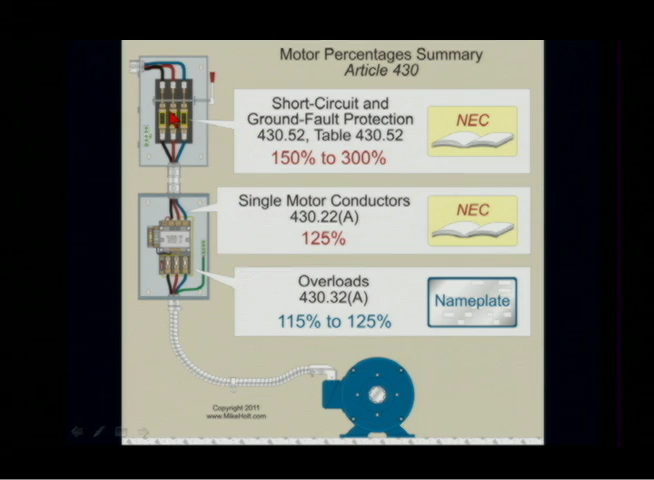 Motor Percentages Summary
Article 430
Short-Circuit and
Ground-Fault Protection
430.52, Table 430.52
150% to 300%
NEC
Single Motor Conductors
430.22(A)
125%
NEC
Overloads
430.32(A)
115% to 125%
Nameplate
Copyright 2011
www.MikeHolt.com